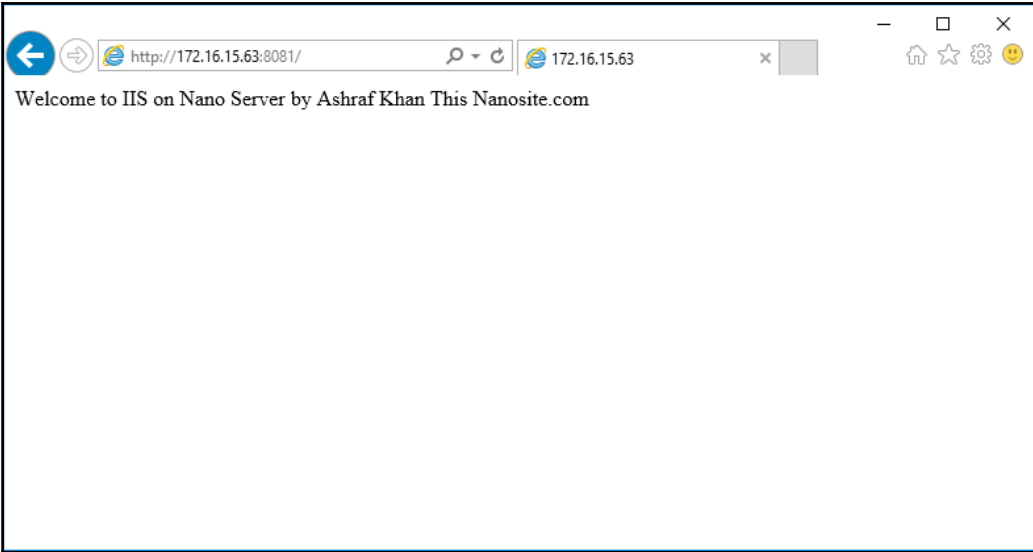 http://172.16.15.63:8081/
172.16.15.63
Welcome to IIS on Nano Server by Ashraf Khan This Nanosite.com